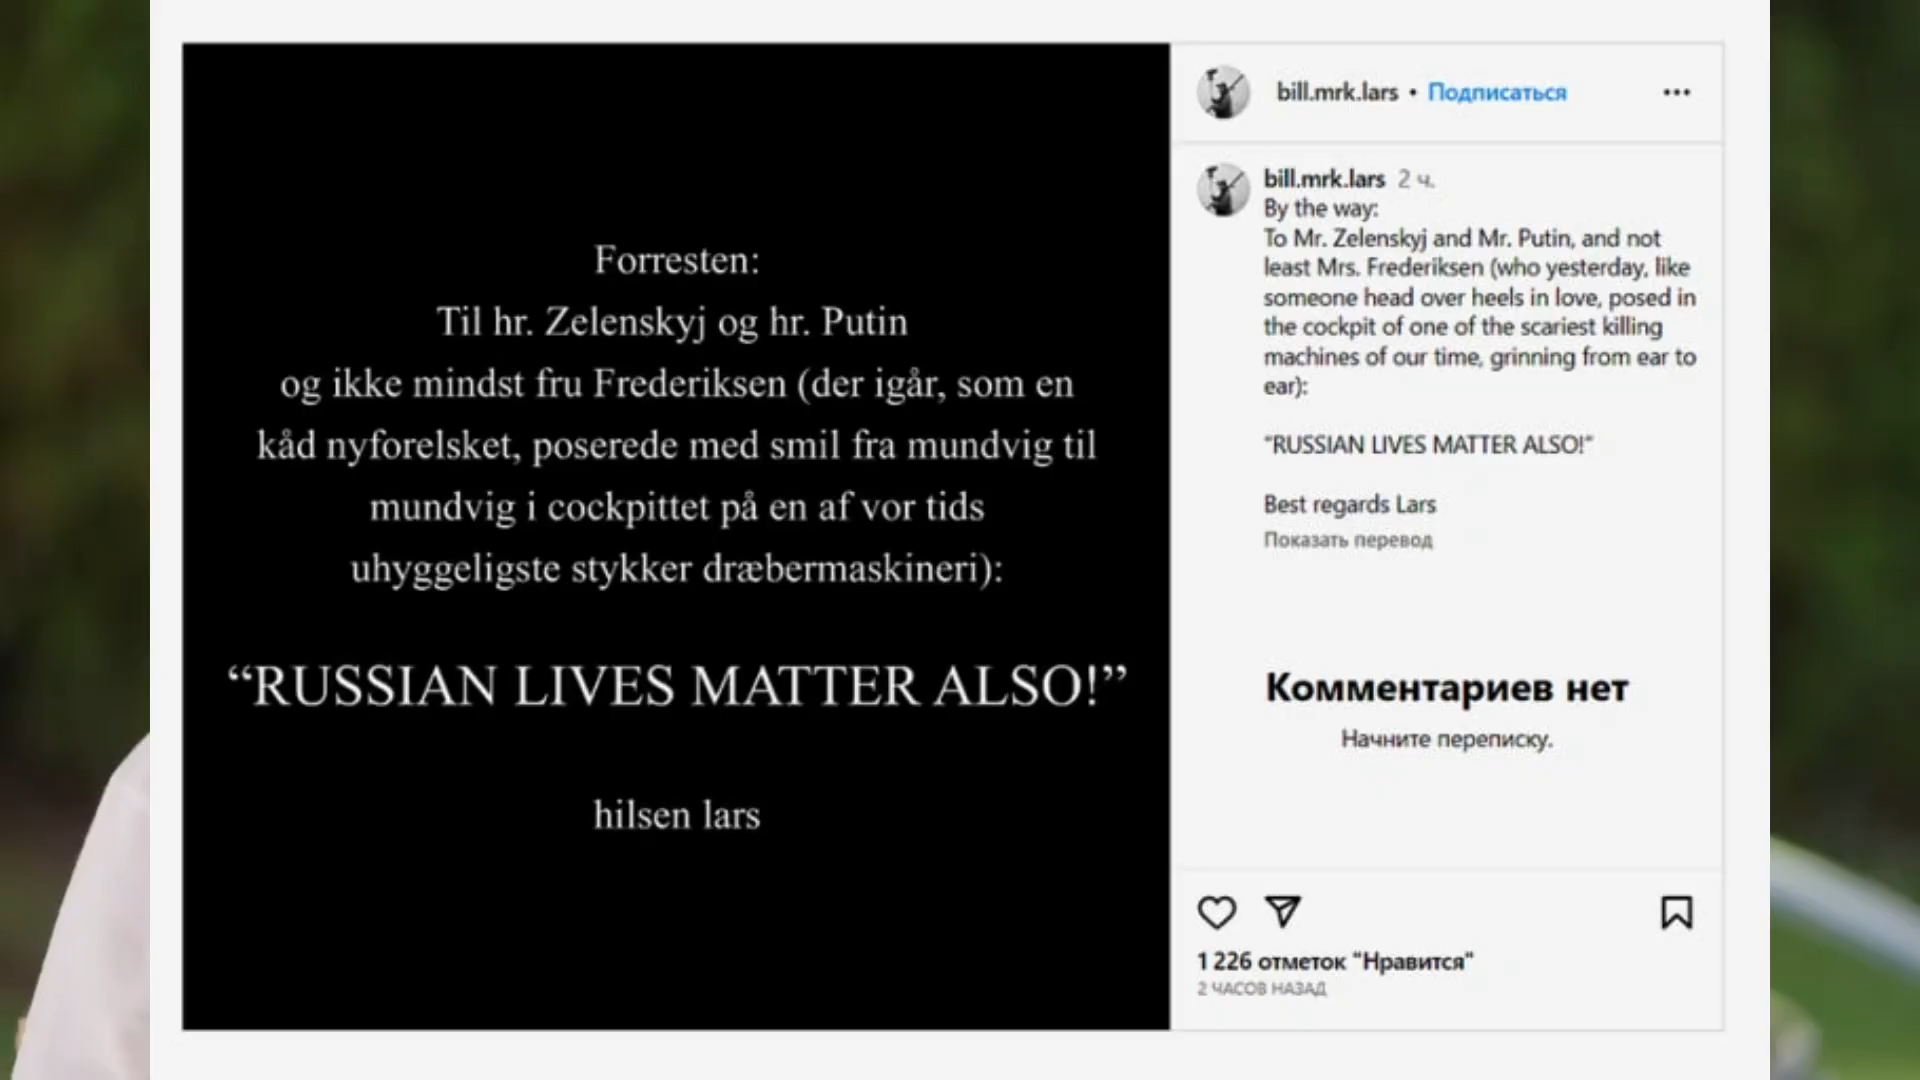 Forresten:
Til hr. Zelenskyj og hr. Putin
og ikke mindst fru Frederiksen (der igår, som en
kåd nyforelsket, poserede med smil fra mundvig til
mundvig i cockpittet på en af vor tids
uhyggeligste stykker dræbermaskineri):
“RUSSIAN LIVES MATTER ALSO!”
hilsen lars
bill.mrk.lars • Подписаться
bill.mrk.lars 2 ч.
By the way:
To Mr. Zelenskyj and Mr. Putin, and not
least Mrs. Frederiksen (who yesterday, like
someone head over heels in love, posed in
the cockpit of one of the scariest killing
machines of our time, grinning from ear to
ear):
“RUSSIAN LIVES MATTER ALSO!”
Best regards Lars
Показать перевод
Комментариев нет
Начните переписку.
1 226 отметок "Нравится"
2 ЧАСОВ НАЗАД